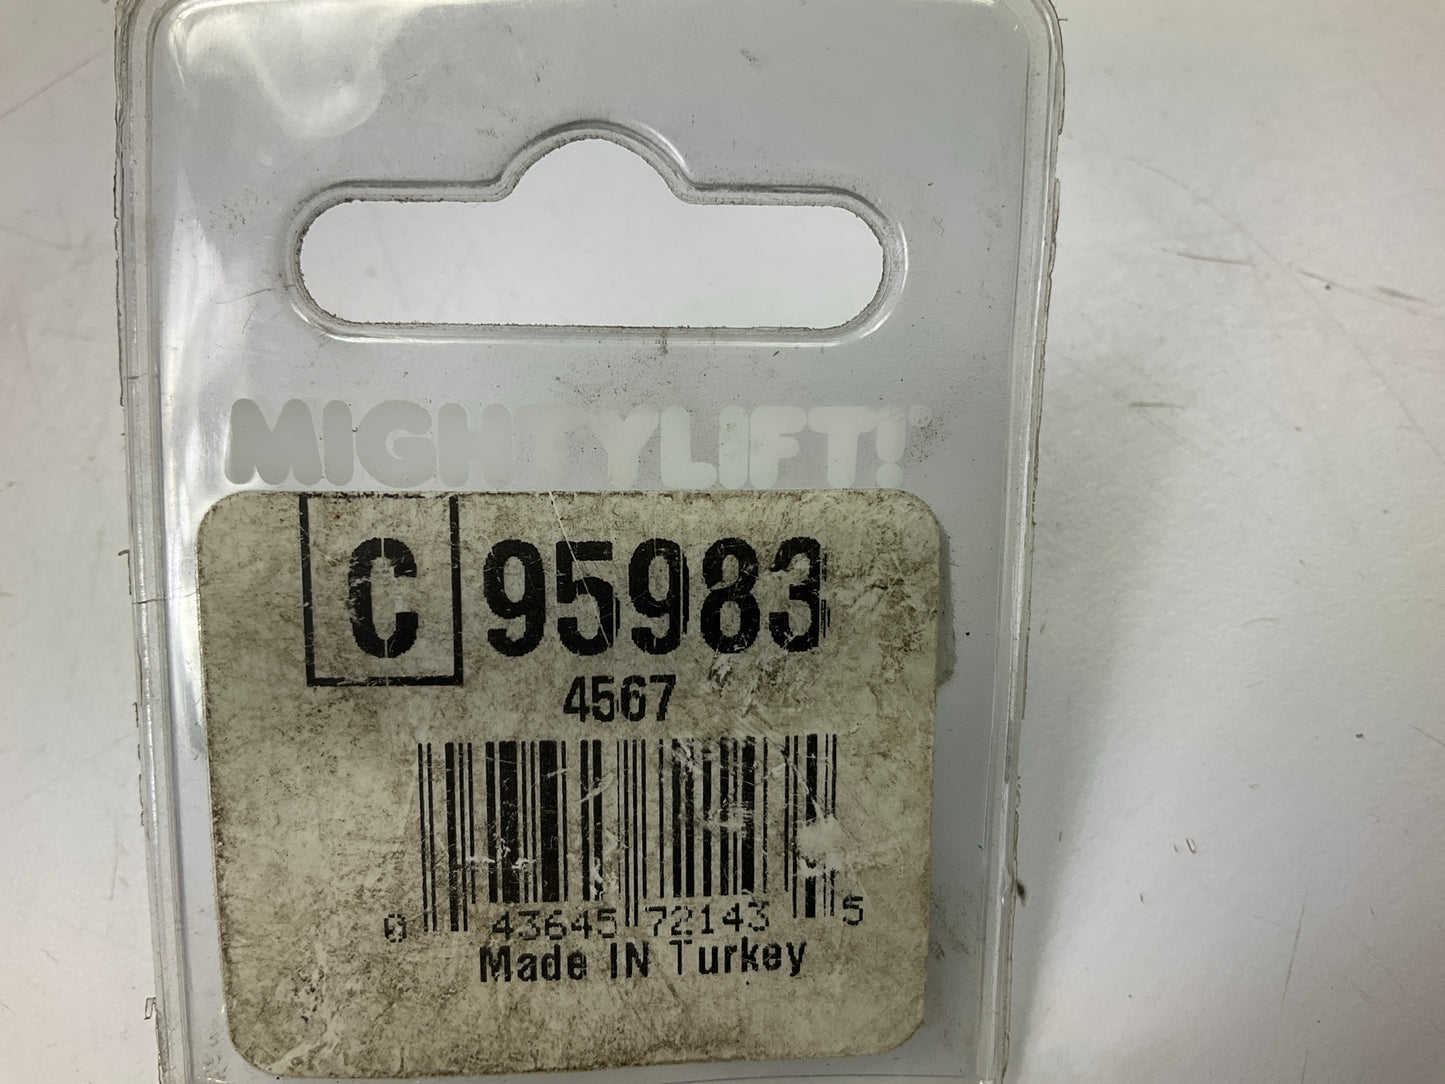 MIGHTYLIFT!
C 95983
4567
0 43645 72143 5
Made IN Turkey